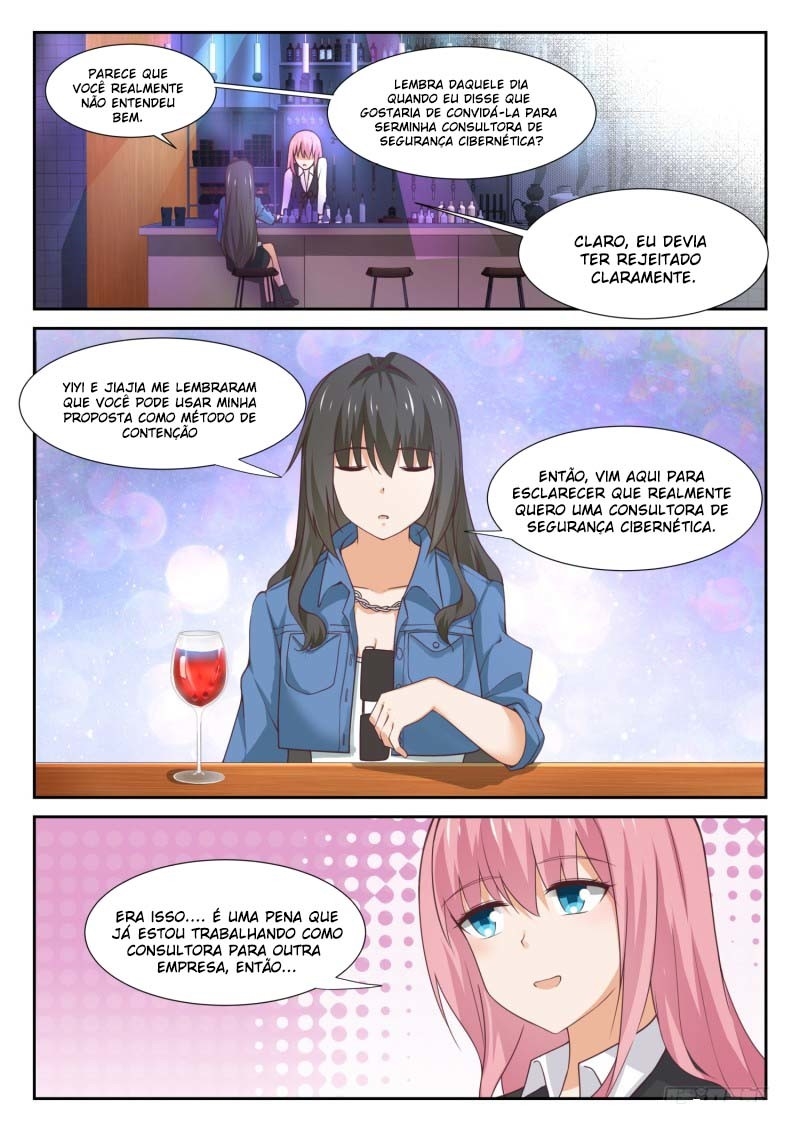 PARECE QUE
VOCÊ REALMENTE
NÃO ENTENDEU
BEM.
LEMBRA DAQUELE DIA
QUANDO EU DISSE QUE
GOSTARIA DE CONVIDÁ-LA PARA
SERMINHA CONSULTORA DE
SEGURANÇA CIBERNÉTICA?
CLARO, EU DEVIA
TER REJEITADO
CLARAMENTE.
YIYI E JIAJIA ME LEMBRARAM
QUE VOCÊ PODE USAR MINHA
PROPOSTA COMO MÉTODO DE
CONTENÇÃO
ENTÃO, VIM AQUI PARA
ESCLARECER QUE REALMENTE
QUERO UMA CONSULTORA DE
SEGURANÇA CIBERNÉTICA.
ERA ISSO.... É UMA PENA QUE
JÁ ESTOU TRABALHANDO COMO
CONSULTORA PARA OUTRA
EMPRESA, ENTÃO...